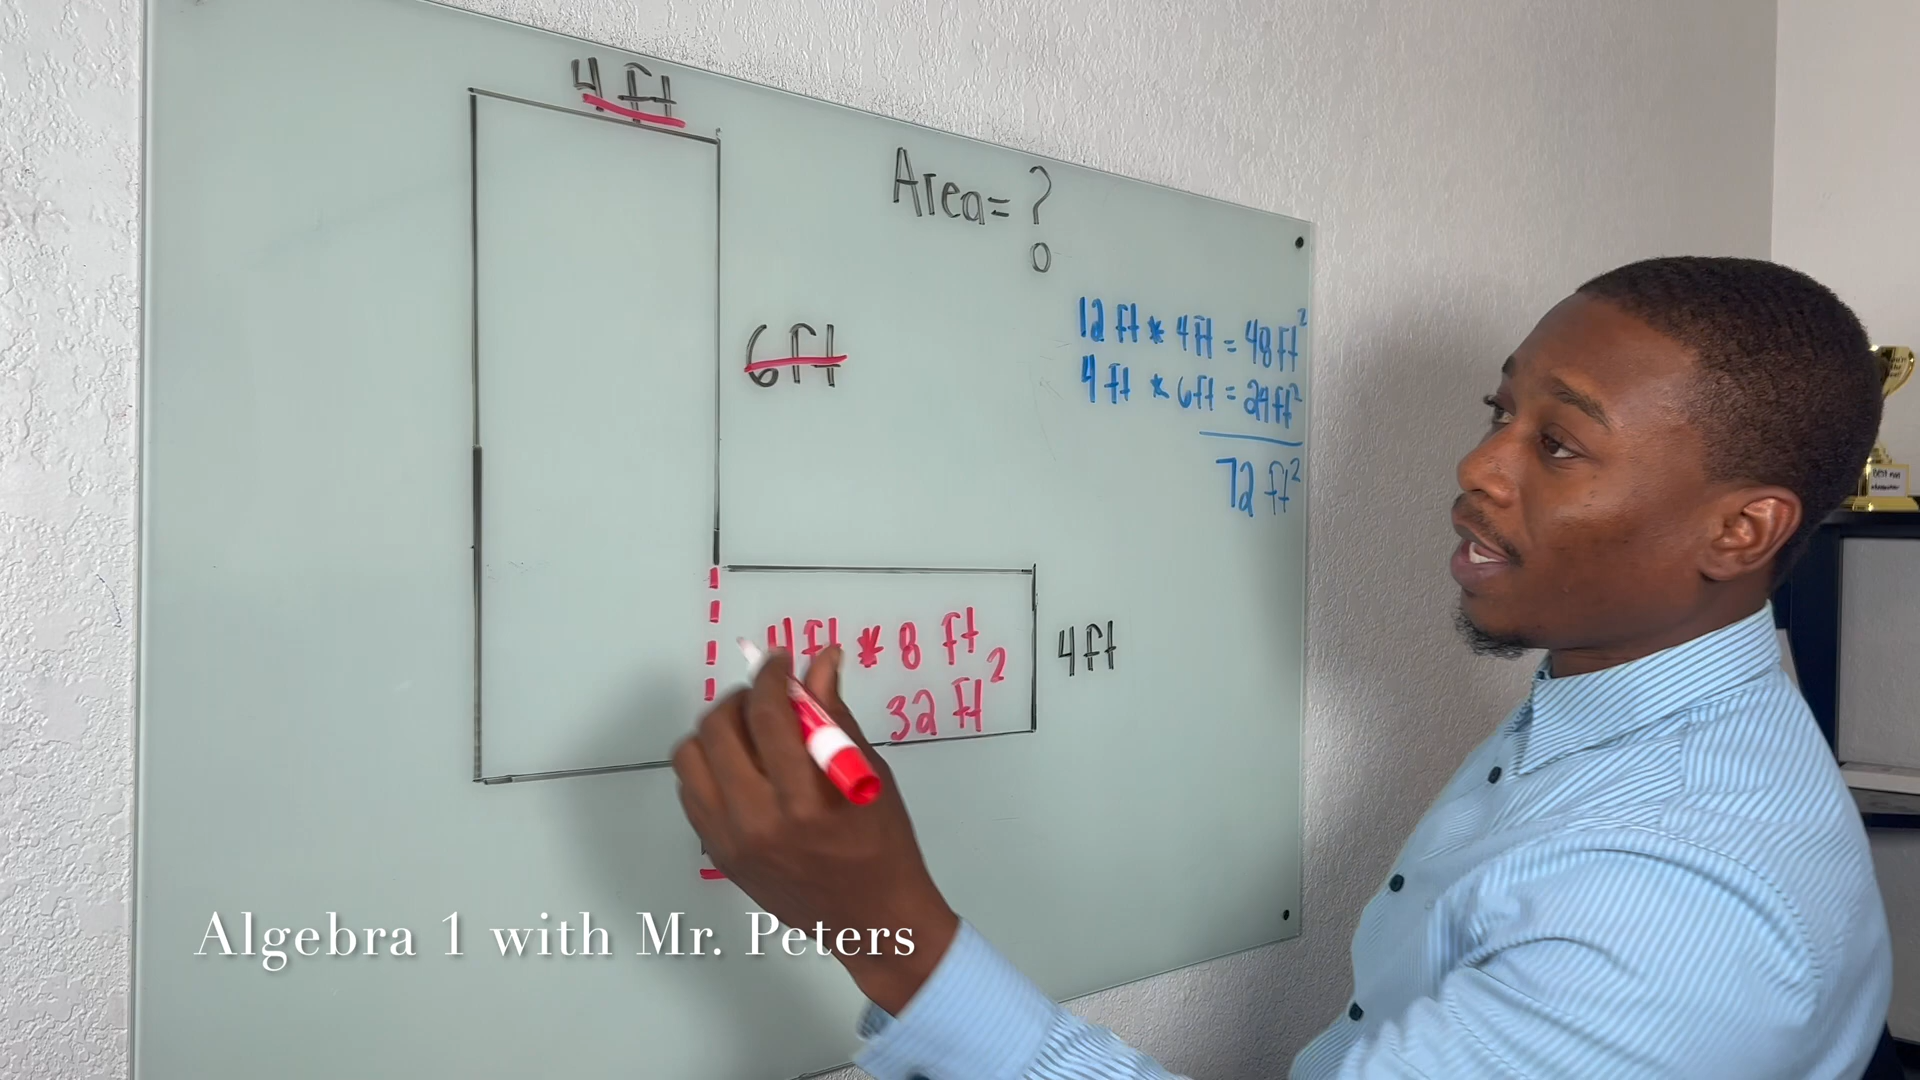 4 ft
Area = ?
6 ft
12 ft * 4 ft = 48 ft²
4 ft * 6 ft = 24 ft²
72 ft²
4 ft * 8 ft
32 ft²
4 ft
Algebra 1 with Mr. Peters